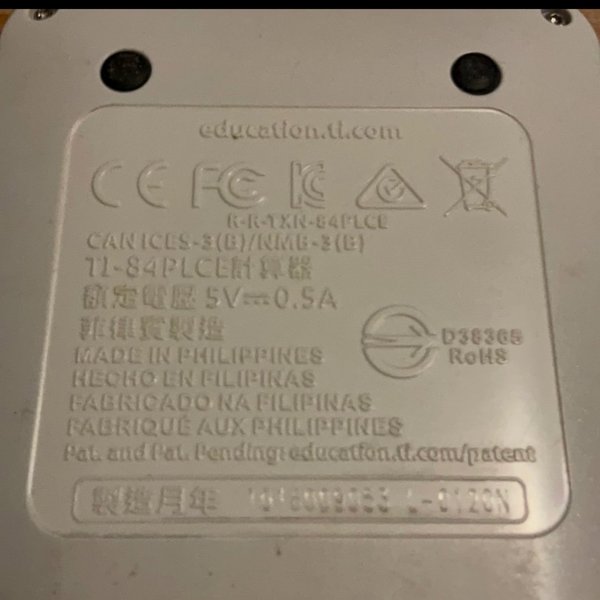 education.ti.com
CE FC KC
R-R-TXN-84PLCE
CAN ICES-3(B)/NMB-3(B)
TI-84PLCE計算器
額定電壓 5V⎓0.5A
菲律賓製造
MADE IN PHILIPPINES
HECHO EN FILIPINAS
FABRICADO NA FILIPINAS
FABRIQUÉ AUX PHILIPPINES
D38365
RoHS
Pat. and Pat. Pending: education.ti.com/patent
製造月年